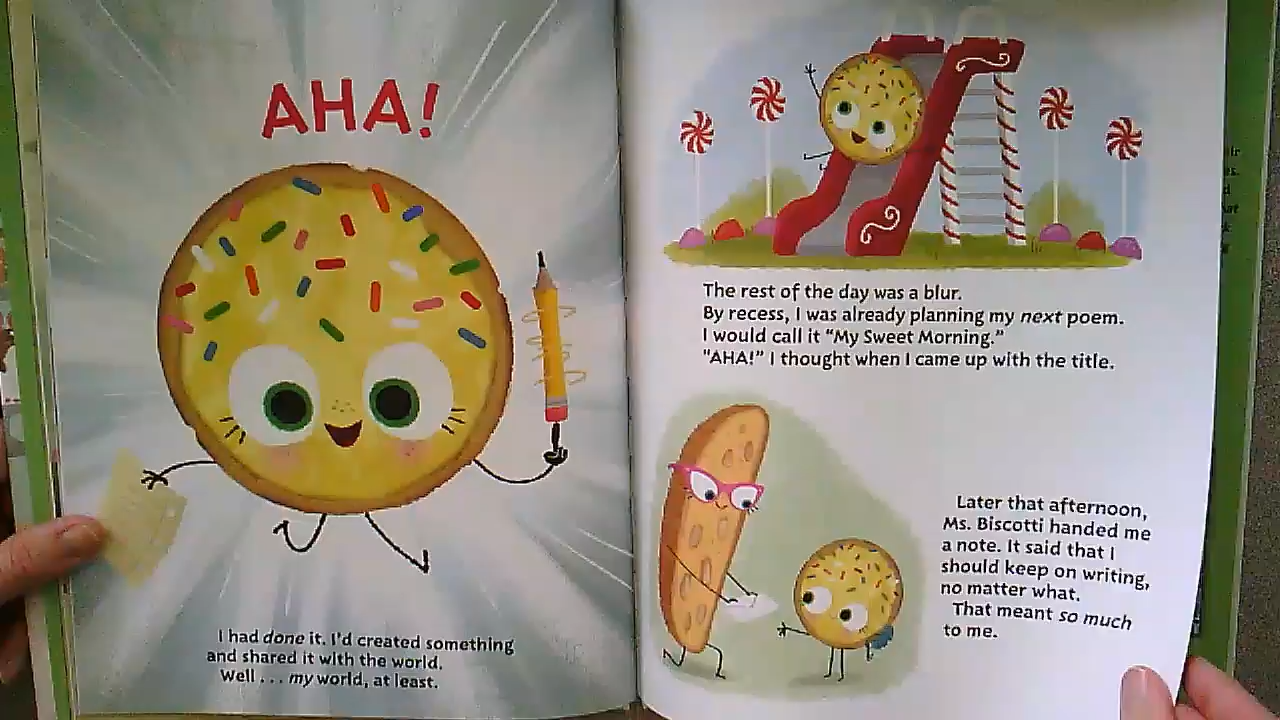 AHA!
I had done it. I'd created something
and shared it with the world.
Well . . . my world, at least.
The rest of the day was a blur.
By recess, I was already planning my next poem.
I would call it “My Sweet Morning.”
“AHA!” I thought when I came up with the title.
Later that afternoon,
Ms. Biscotti handed me
a note. It said that I
should keep on writing,
no matter what.
That meant so much
to me.